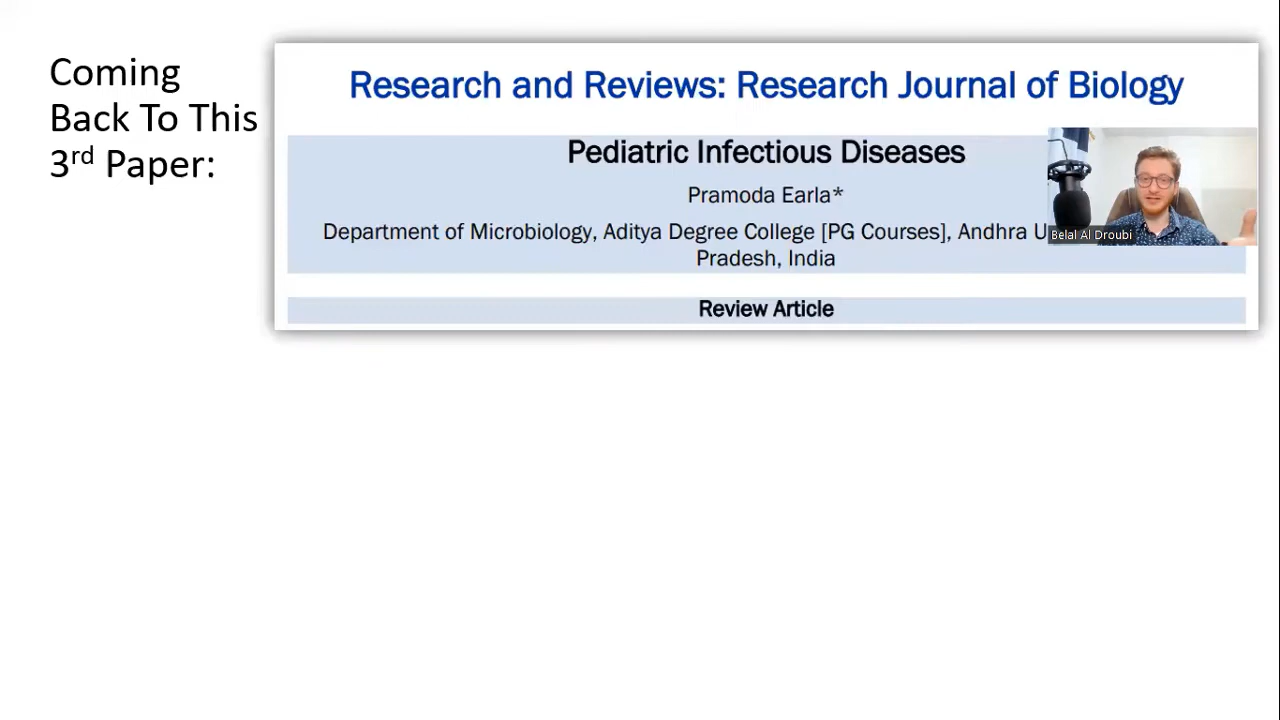 Coming
Back To This
3rd Paper:
Research and Reviews: Research Journal of Biology
Pediatric Infectious Diseases
Pramoda Earla*
Department of Microbiology, Aditya Degree College [PG Courses], Andhra
Pradesh, India
Review Article
Belal Al Droubi